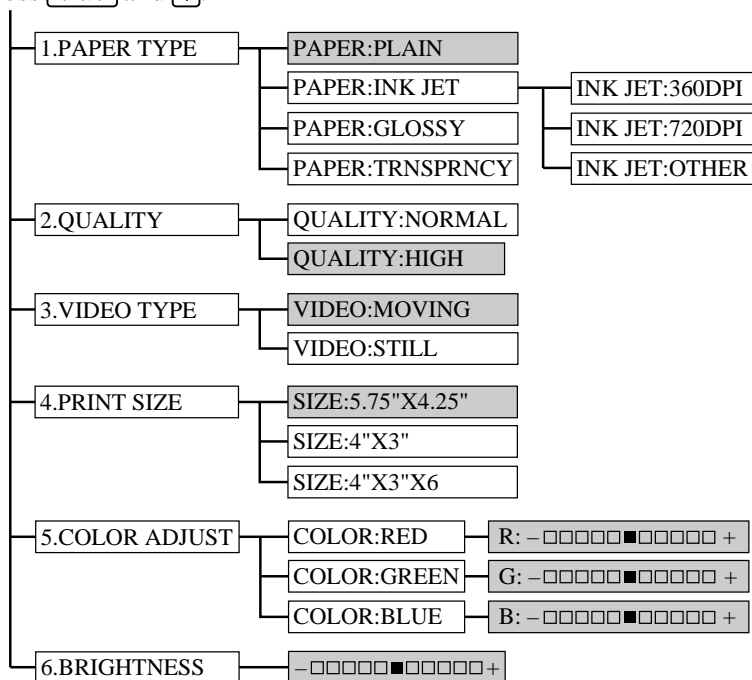 1.PAPER TYPE
PAPER:PLAIN
PAPER:INK JET
INK JET:360DPI
INK JET:720DPI
INK JET:OTHER
PAPER:GLOSSY
PAPER:TRNSPRNCY
2.QUALITY
QUALITY:NORMAL
QUALITY:HIGH
3.VIDEO TYPE
VIDEO:MOVING
VIDEO:STILL
4.PRINT SIZE
SIZE:5.75"X4.25"
SIZE:4"X3"
SIZE:4"X3"X6
5.COLOR ADJUST
COLOR:RED
R: –□□□□□■□□□□□ +
COLOR:GREEN
G: –□□□□□■□□□□□ +
COLOR:BLUE
B: –□□□□□■□□□□□ +
6.BRIGHTNESS
–□□□□□■□□□□□+